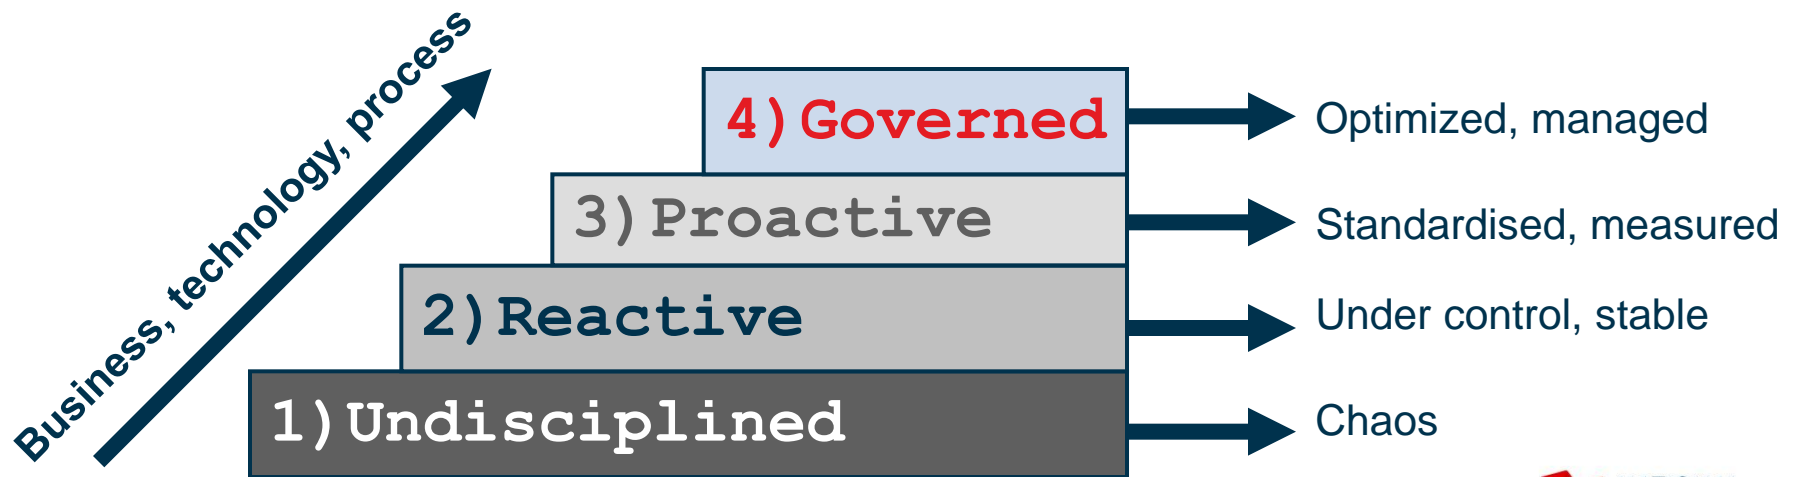 Business, technology, process
4)Governed
Optimized, managed
3)Proactive
Standardised, measured
2)Reactive
Under control, stable
1)Undisciplined
Chaos